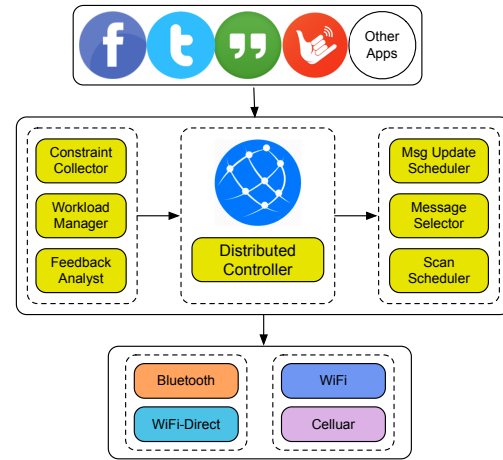 Other
Apps
Constraint
Collector
Workload
Manager
Feedback
Analyst
Distributed
Controller
Msg Update
Scheduler
Message
Selector
Scan
Scheduler
Bluetooth
WiFi-Direct
WiFi
Celluar